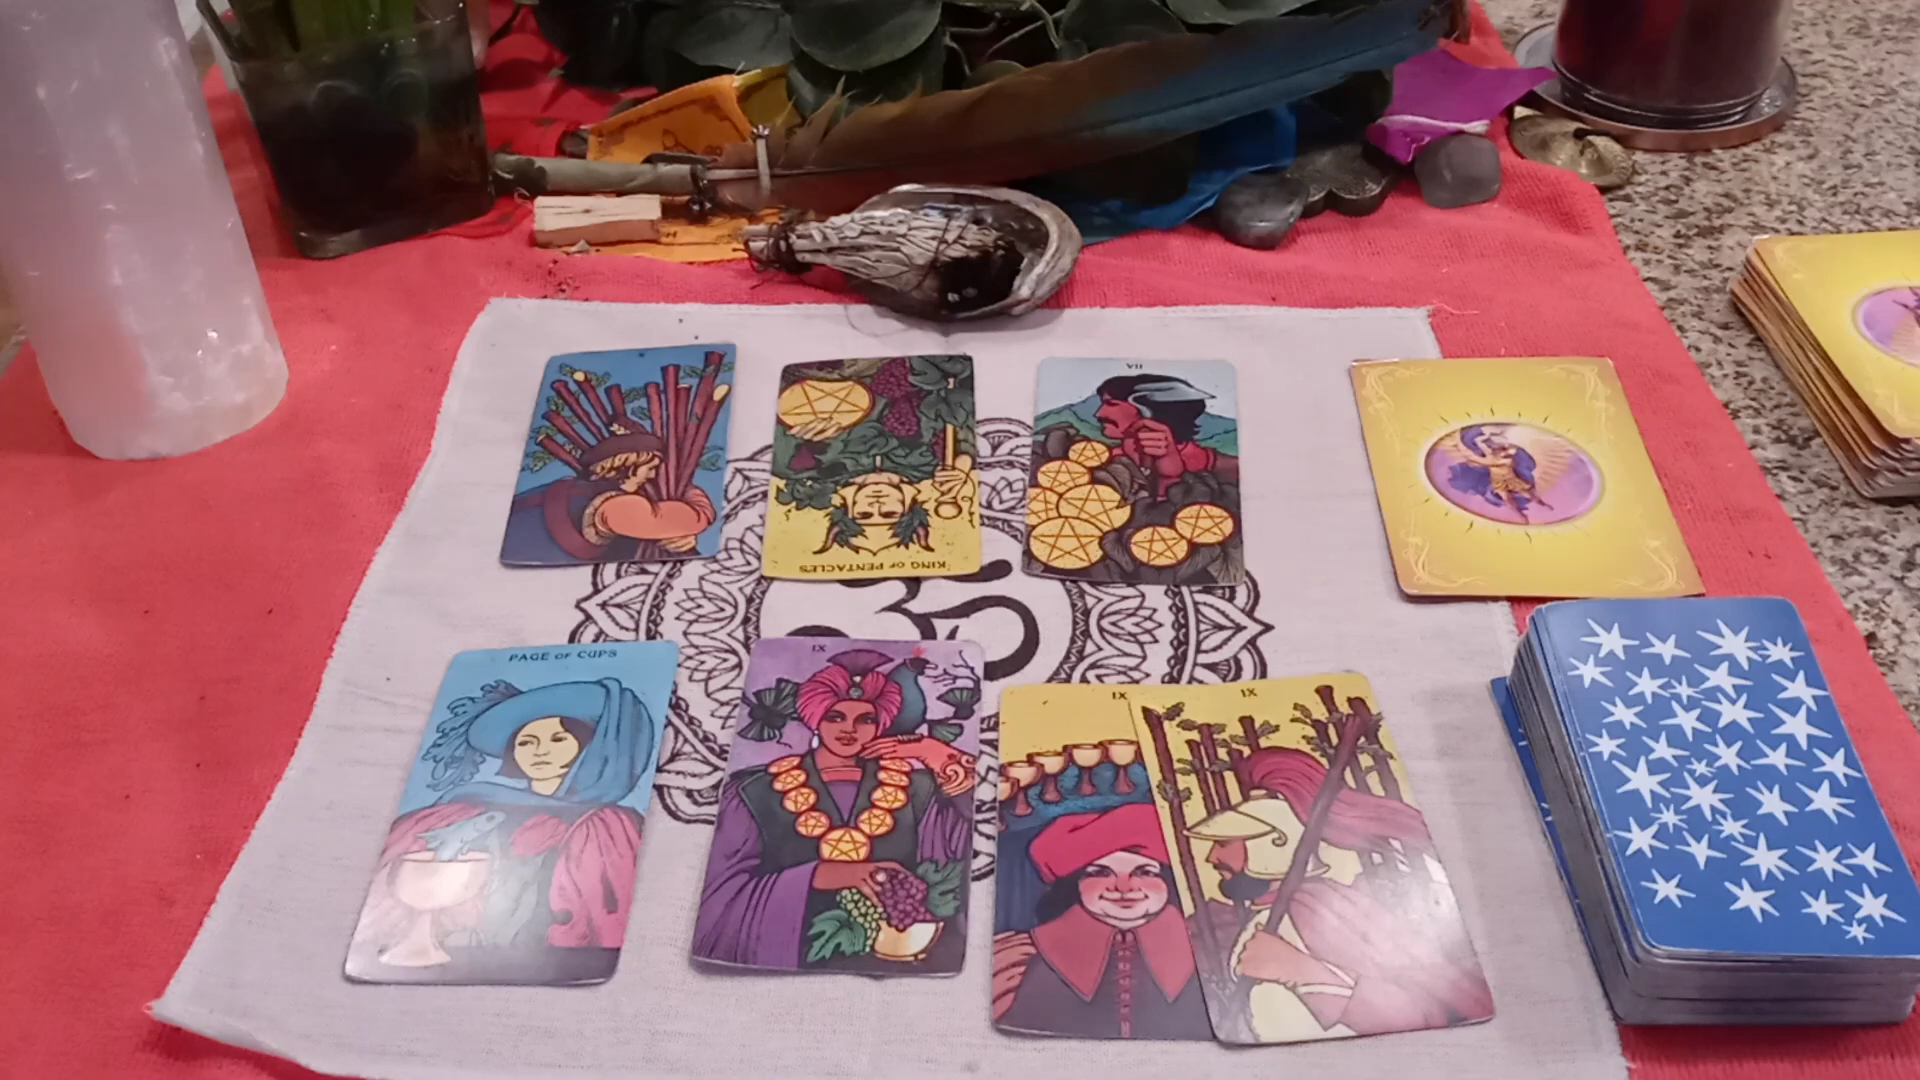 VII
KING OF PENTACLES
PAGE OF CUPS
IX
IX
IX
ॐ